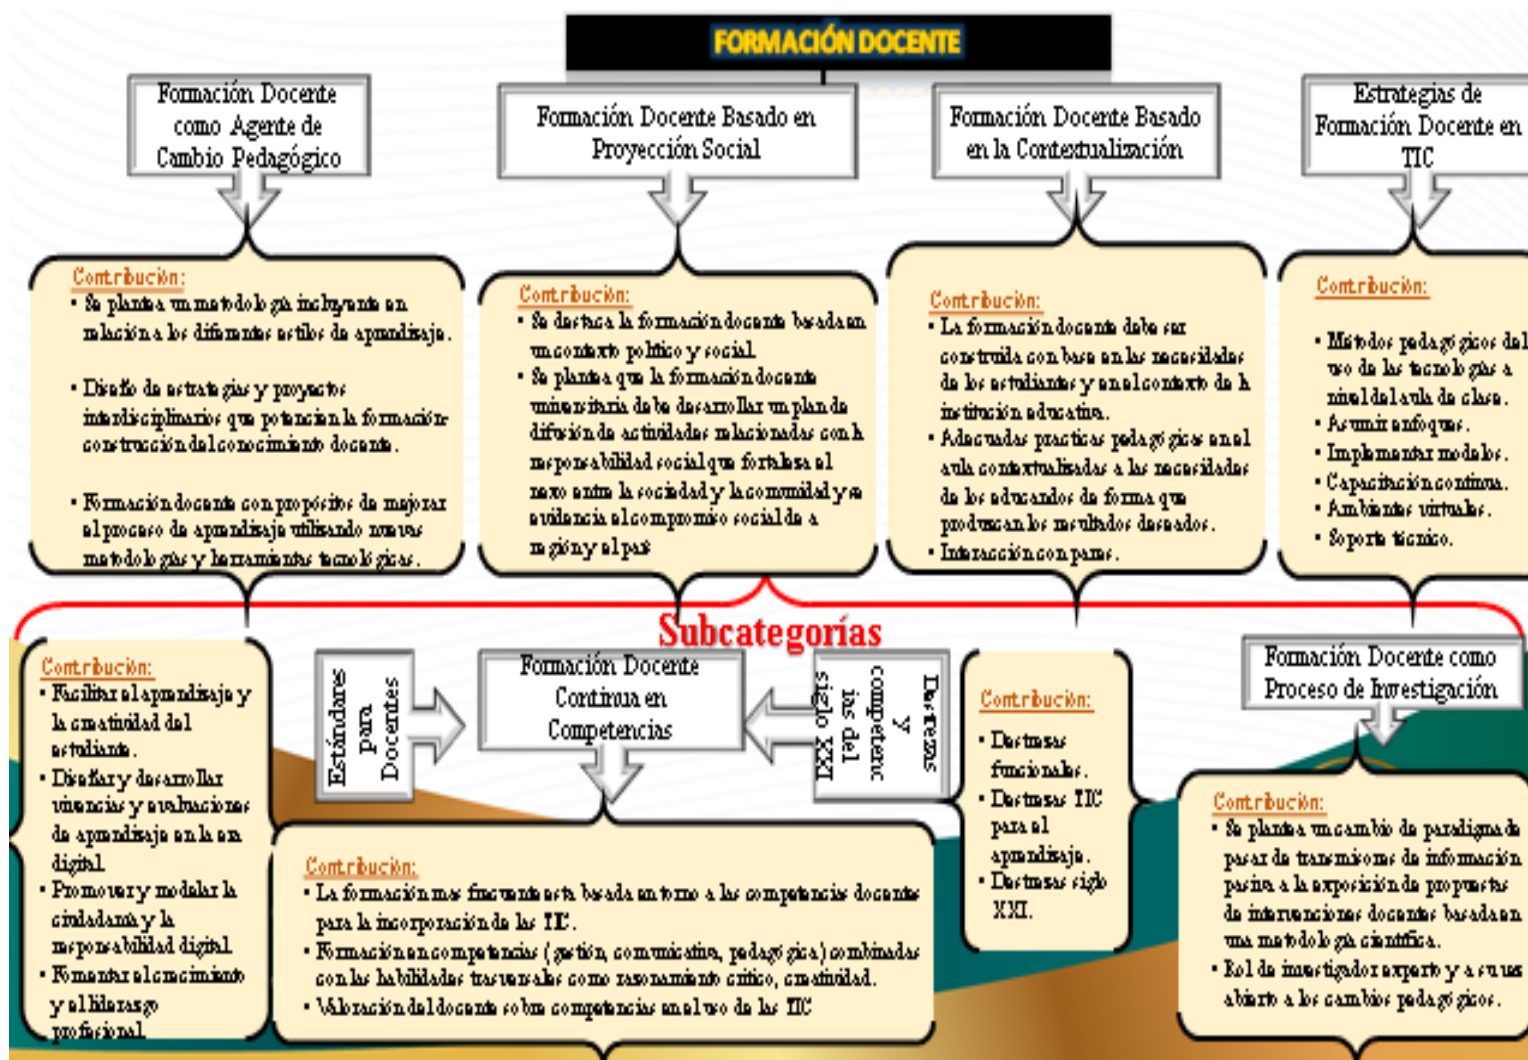 FORMACIÓN DOCENTE
Formación Docente
como Agente de
Cambio Pedagógico
Formación Docente Basado en
Proyección Social
Formación Docente Basado
en la Contextualización
Estrategias de
Formación Docente en
TIC
Contribución:
• Se plantea un metodología incluyente en
relación a los diferentes estilos de aprendizaje.
• Diseño de estrategias y proyectos
interdisciplinarios que potencien la formación-
construcción del conocimiento docente.
• Formación docente con propósitos de mejorar
el proceso de aprendizaje utilizando nuevas
metodologías y herramientas tecnológicas.
Contribución:
• Se destaca la formación docente basada en
un contexto político y social.
• Se plantea que la formación docente
universitaria debe desarrollar un plan de
difusión de actividades relacionadas con la
responsabilidad social que fortalesa el
nexo entre la sociedad y la comunidad y se
evidencia el compromiso social de a
región y el país
Contribución:
• La formación docente debe ser
construida con base en las necesidades
de los estudiantes y en el contexto de la
institución educativa.
• Adecuadas practicas pedagógicas en el
aula contextualizadas a las necesidades
de los educandos de forma que
produzcan los resultados deseados.
• Interacción con pares.
Contribución:
• Métodos pedagógicos del
uso de las tecnologías a
nivel del aula de clase.
• Asumir enfoques.
• Implementar modelos.
• Capacitación continua.
• Ambientes virtuales.
• Soporte técnico.
Subcategorías
Contribución:
• Facilitar el aprendizaje y
la creatividad del
estudiante.
• Diseñar y desarrollar
vivencias y evaluaciones
de aprendizaje en la era
digital.
• Promover y modelar la
ciudadanía y la
responsabilidad digital.
• Fomentar el crecimiento
y el liderazgo
profesional.
Estándares
para
Docentes
Formación Docente
Continua en
Competencias
Destrezas
y
competenc
ias del
siglo XXI
Contribución:
• La formación mas frecuente esta basada en torno a las competencias docentes
para la incorporación de las TIC.
• Formación en competencias (gestión, comunicativa, pedagógica) combinadas
con las habilidades trasversales como razonamiento crítico, creatividad.
• Valoración del docente sobre competencias en el uso de las TIC
Contribución:
• Destrezas
funcionales.
• Destrezas TIC
para el
aprendizaje.
• Destrezas siglo
XXI.
Formación Docente como
Proceso de Investigación
Contribución:
• Se plantea un cambio de paradigma de
pasar de transmisores de información
pasiva a la exposición de propuestas
de intervenciones docentes basada en
una metodología científica.
• Rol de investigador experto y a su vez
abierto a los cambios pedagógicos.